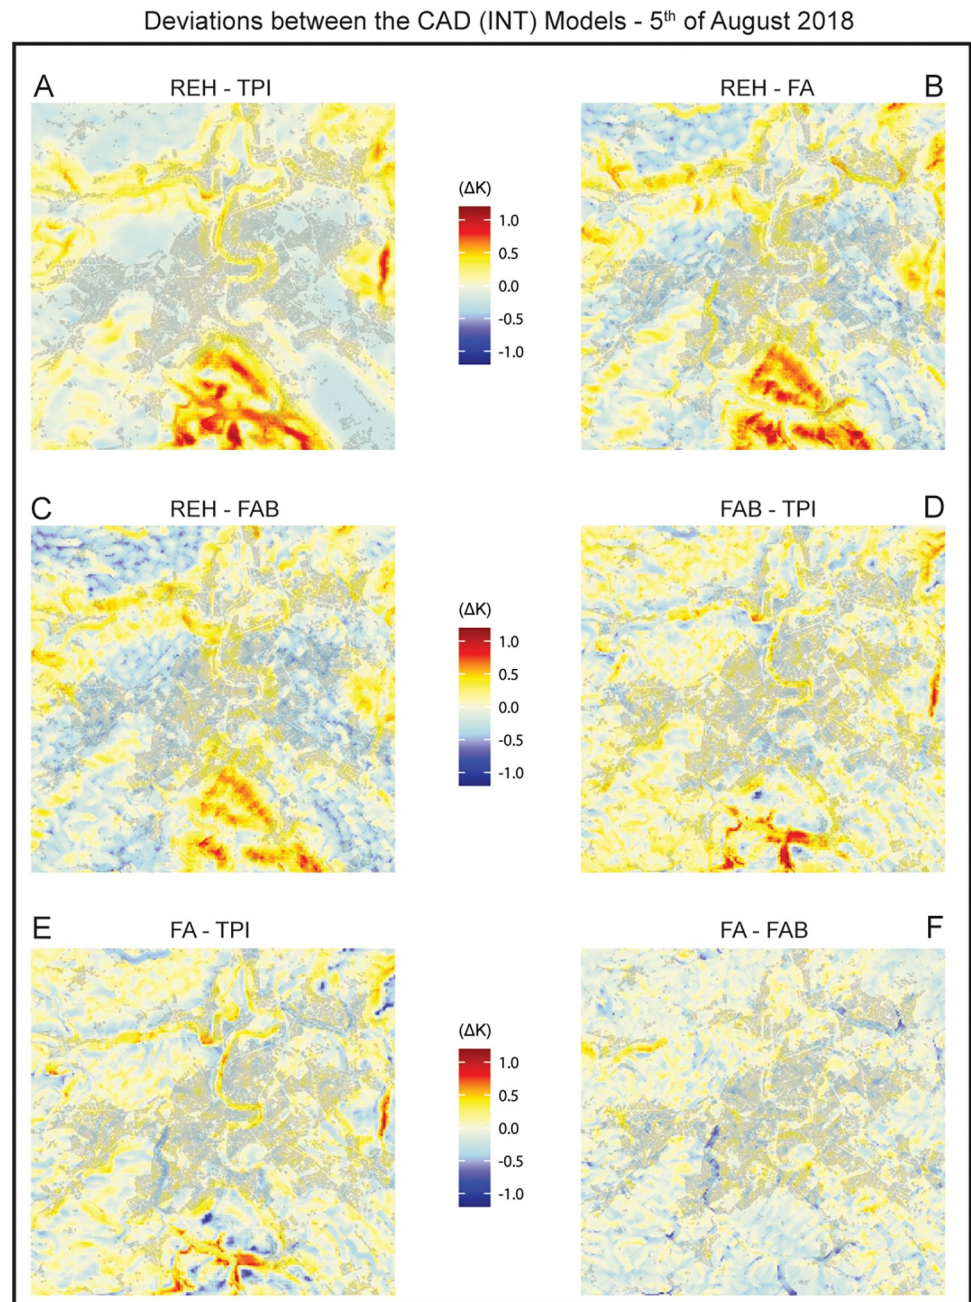 Deviations between the CAD (INT) Models - 5th of August 2018
A
REH - TPI
REH - FA
B
(ΔK)
1.0
0.5
0.0
-0.5
-1.0
C
REH - FAB
FAB - TPI
D
(ΔK)
1.0
0.5
0.0
-0.5
-1.0
E
FA - TPI
FA - FAB
F
(ΔK)
1.0
0.5
0.0
-0.5
-1.0